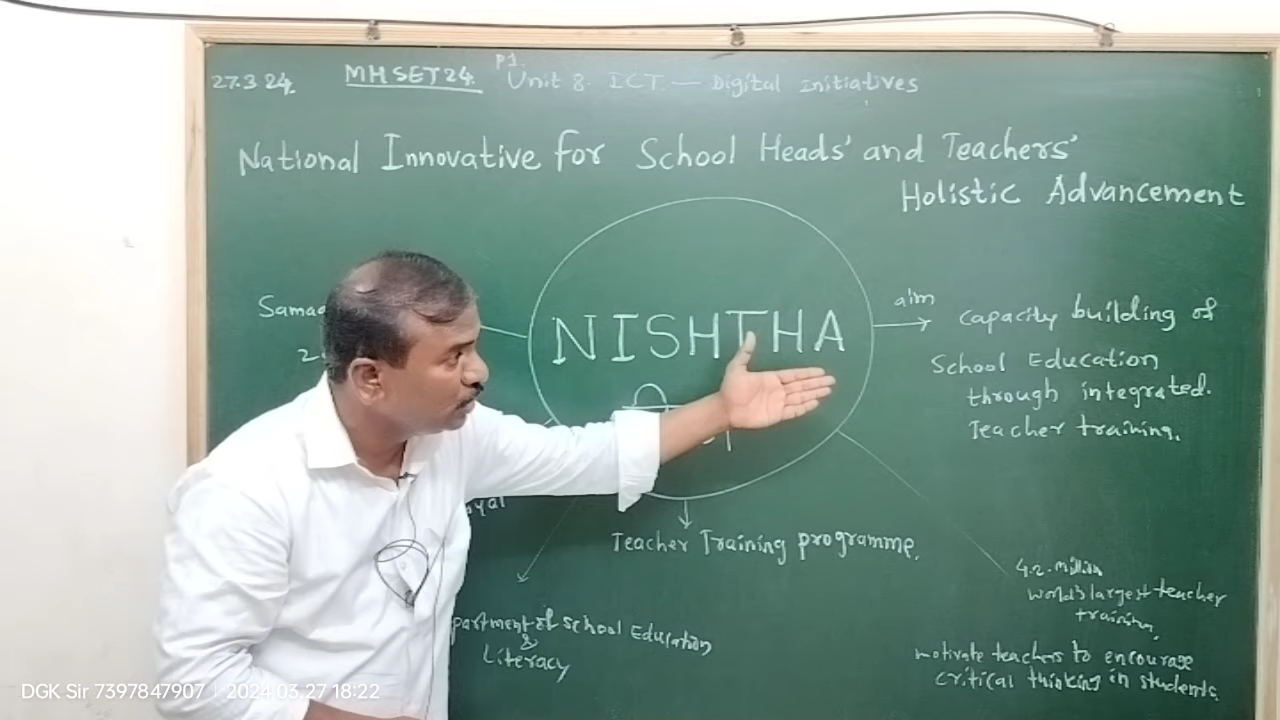 27.3 24.
MHSET24.
P1.
Unit 8. ICT. — Digital Initiatives
National Innovative for School Heads' and Teachers'
Holistic Advancement
NISHTHA
aim
capacity building of
School Education
through integrated.
Teacher training.
Teacher Training programme.
partment of school Education
&
Literacy
4.2. million
world's largest teacher
training.
motivate teachers to encourage
critical thinking in students.
DGK Sir 7397847907 | 2024.03.27 18:22